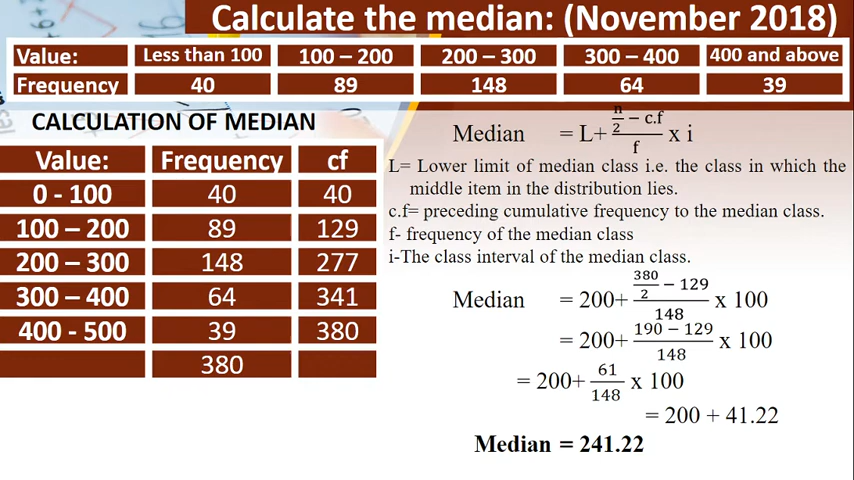 Calculate the median: (November 2018)
Value: Less than 100 100 – 200 200 – 300 300 – 400 400 and above
Frequency 40 89 148 64 39
CALCULATION OF MEDIAN
Value: Frequency cf
0 - 100 40 40
100 – 200 89 129
200 – 300 148 277
300 – 400 64 341
400 - 500 39 380
380
Median = L+ (n/2 − c.f)/f x i
L= Lower limit of median class i.e. the class in which the
middle item in the distribution lies.
c.f= preceding cumulative frequency to the median class.
f- frequency of the median class
i-The class interval of the median class.
Median = 200+ (380/2 − 129)/148 x 100
= 200+ (190 − 129)/148 x 100
= 200+ 61/148 x 100
= 200 + 41.22
Median = 241.22